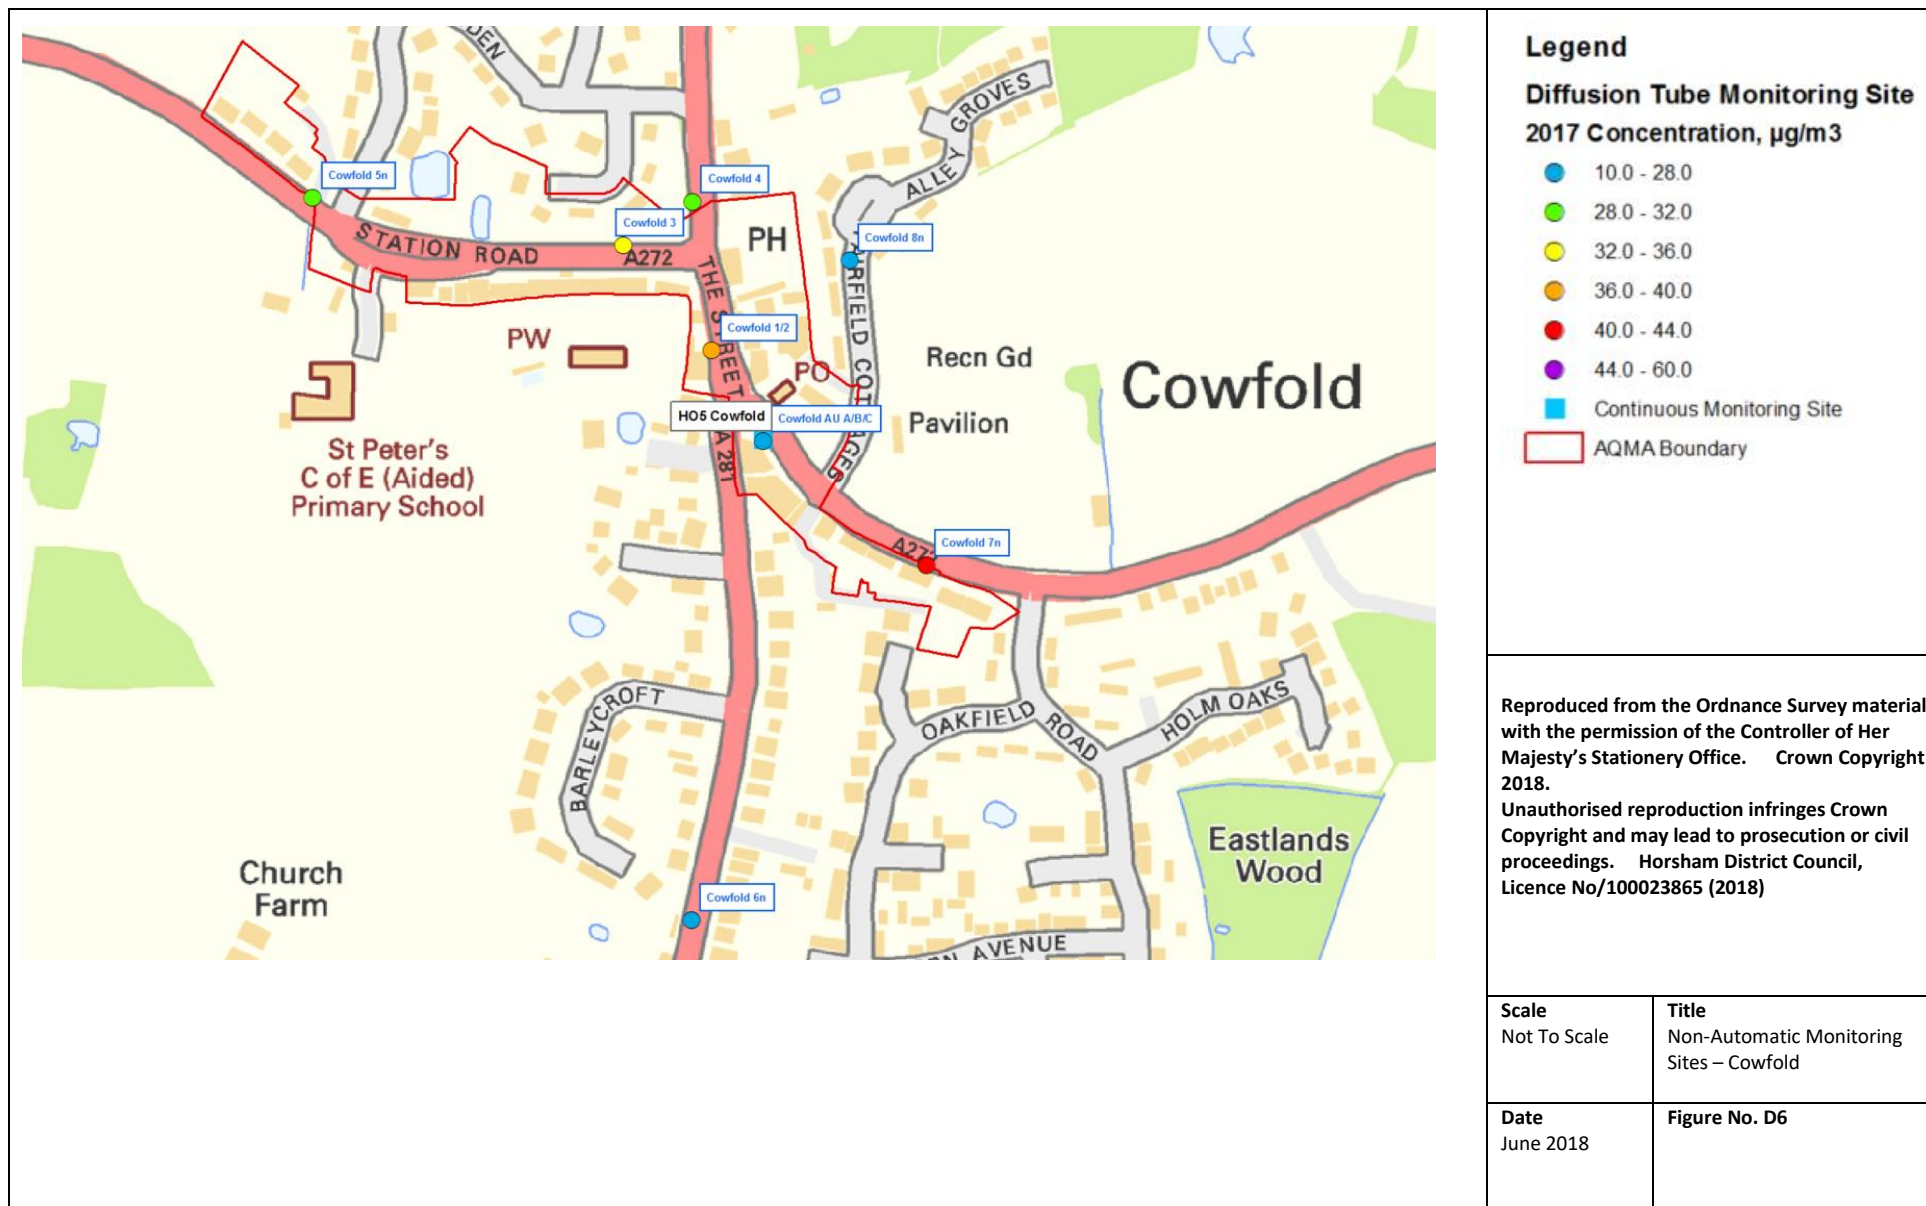 DEN
ALLEY GROVES
Cowfold 5n
Cowfold 4
Cowfold 3
STATION ROAD
A272
PH
Cowfold 8n
THE STREET
FAIRFIELD COTTAGES
PW
Cowfold 1/2
PO
Recn Gd
Cowfold
HO5 Cowfold
Cowfold AU A/B/C
Pavilion
A 281
St Peter's
C of E (Aided)
Primary School
A272
Cowfold 7n
BARLEYCROFT
OAKFIELD ROAD
HOLM OAKS
Eastlands
Wood
Church
Farm
Cowfold 6n
AVENUE
Legend
Diffusion Tube Monitoring Site
2017 Concentration, µg/m3
10.0 - 28.0
28.0 - 32.0
32.0 - 36.0
36.0 - 40.0
40.0 - 44.0
44.0 - 60.0
Continuous Monitoring Site
AQMA Boundary
Reproduced from the Ordnance Survey material
with the permission of the Controller of Her
Majesty's Stationery Office. Crown Copyright
2018.
Unauthorised reproduction infringes Crown
Copyright and may lead to prosecution or civil
proceedings. Horsham District Council,
Licence No/100023865 (2018)
Scale
Not To Scale
Title
Non-Automatic Monitoring
Sites – Cowfold
Date
June 2018
Figure No. D6